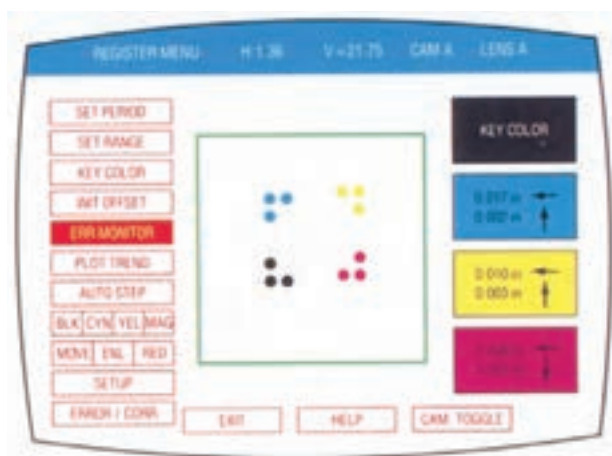 REGISTER MENU H:1.36 V=21.75 CAM A LENS A
SET PERIOD
SET RANGE
KEY COLOR
INIT OFFSET
ERR MONITOR
PLOT TREND
AUTO STEP
BLK CYN YEL MAG
MOVE ENL RED
SETUP
ERROR / CORR.
EXIT HELP CAM. TOGGLE
KEY COLOR
0.017 in
0.002 in
0.010 in
0.003 in